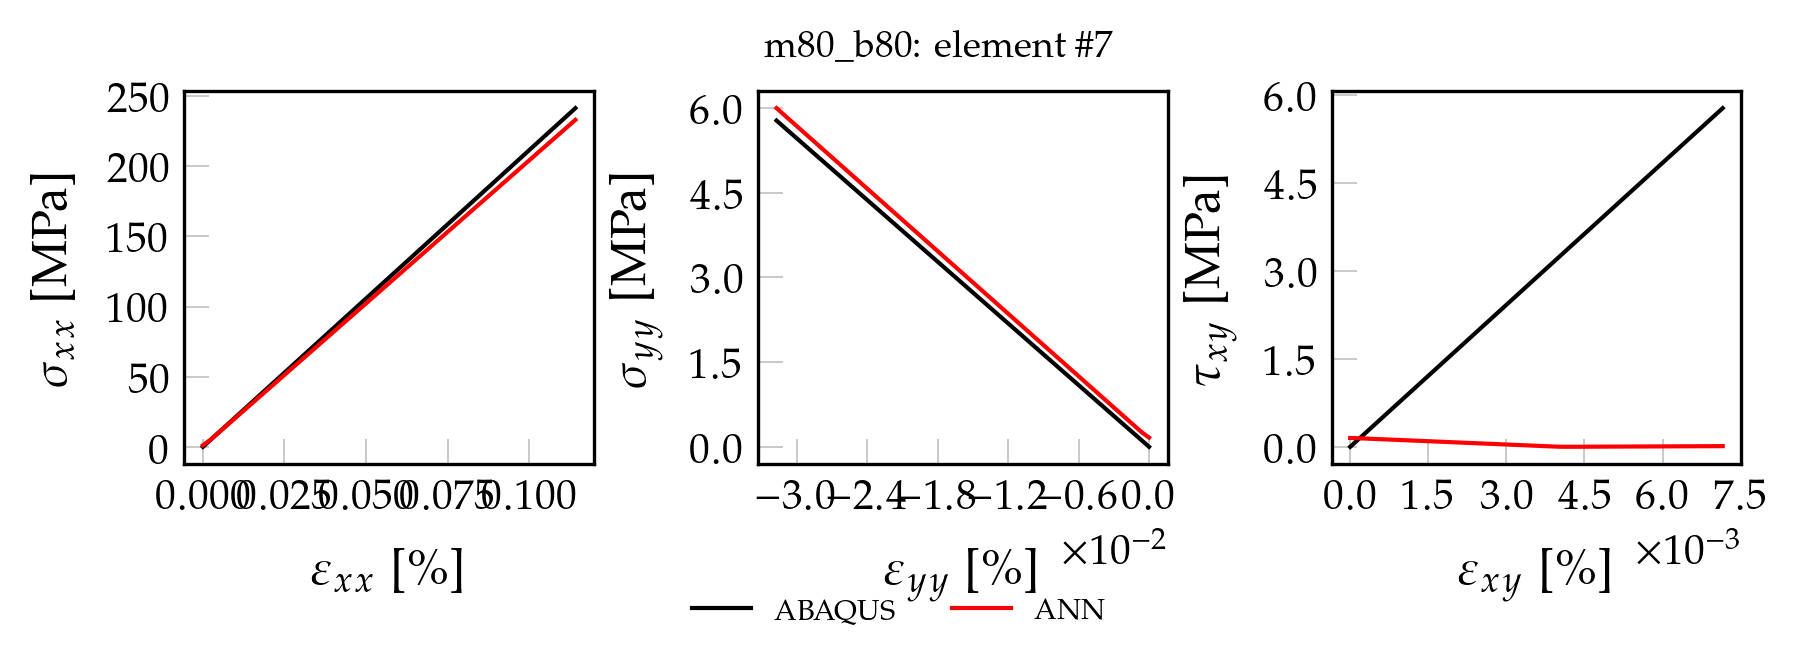 m80_b80: element #7
250
200
150
100
50
0
σxx [MPa]
0.000 0.025 0.050 0.075 0.100
εxx [%]
6.0
4.5
3.0
1.5
0.0
σyy [MPa]
−3.0 −2.4 −1.8 −1.2 −0.6 0.0
×10−2
εyy [%]
6.0
4.5
3.0
1.5
0.0
τxy [MPa]
0.0 1.5 3.0 4.5 6.0 7.5
×10−3
εxy [%]
ABAQUS ANN